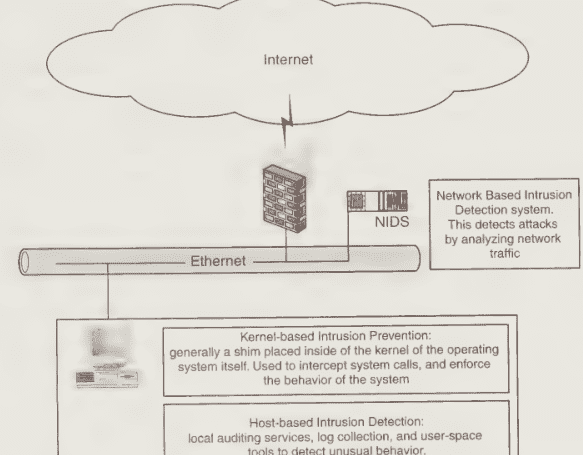 Internet
NIDS
Network Based Intrusion
Detection system.
This detects attacks
by analyzing network
traffic
Ethernet
Kernel-based Intrusion Prevention:
generally a shim placed inside of the kernel of the operating
system itself. Used to intercept system calls, and enforce
the behavior of the system
Host-based Intrusion Detection:
local auditing services, log collection, and user-space
tools to detect unusual behavior.